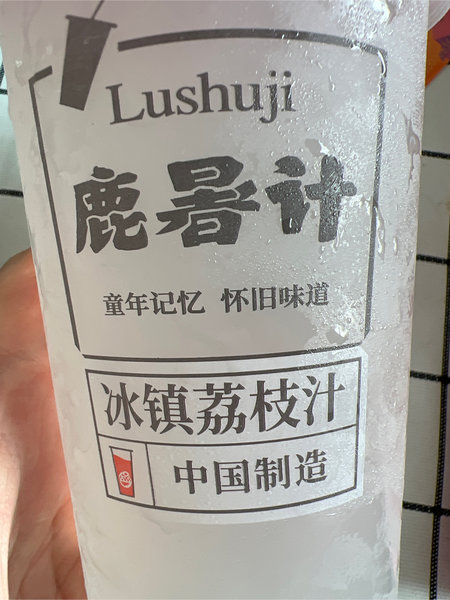 Lushuji
鹿暑计
童年记忆 怀旧味道
冰镇荔枝汁
中国制造